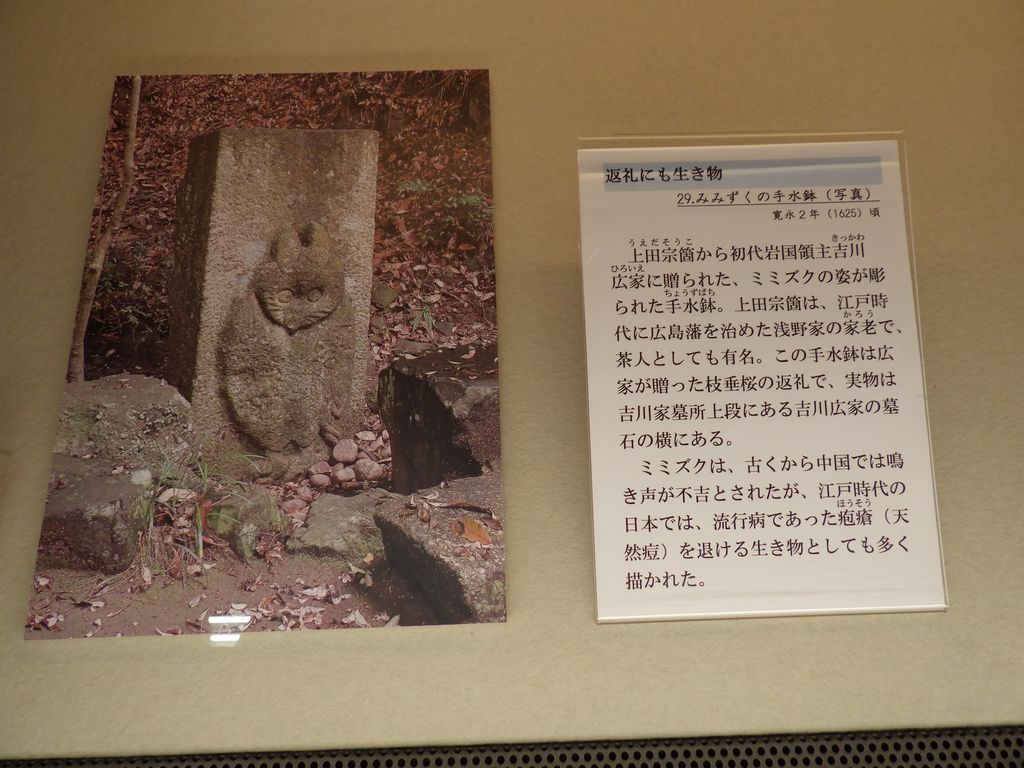 返礼にも生き物
29.みみずくの手水鉢（写真）
寛永２年（1625）頃
うえだそうこ　きっかわ
上田宗箇から初代岩国領主吉川
ひろいえ
広家に贈られた、ミミズクの姿が彫
ちょうずばち
られた手水鉢。上田宗箇は、江戸時
かろう
代に広島藩を治めた浅野家の家老で、
茶人としても有名。この手水鉢は広
家が贈った枝垂桜の返礼で、実物は
吉川家墓所上段にある吉川広家の墓
石の横にある。
ミミズクは、古くから中国では鳴
き声が不吉とされたが、江戸時代の
ほうそう
日本では、流行病であった疱瘡（天
然痘）を退ける生き物としても多く
描かれた。